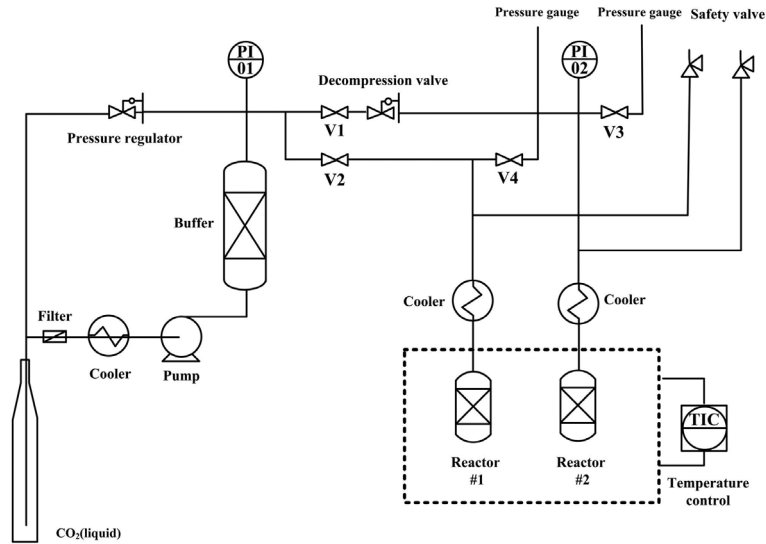 Pressure gauge
Pressure gauge
Safety valve
PI
01
PI
02
Decompression valve
Pressure regulator
V1
V3
V2
V4
Buffer
Cooler
Cooler
Filter
Cooler
Pump
TIC
Reactor
#1
Reactor
#2
Temperature
control
CO₂(liquid)